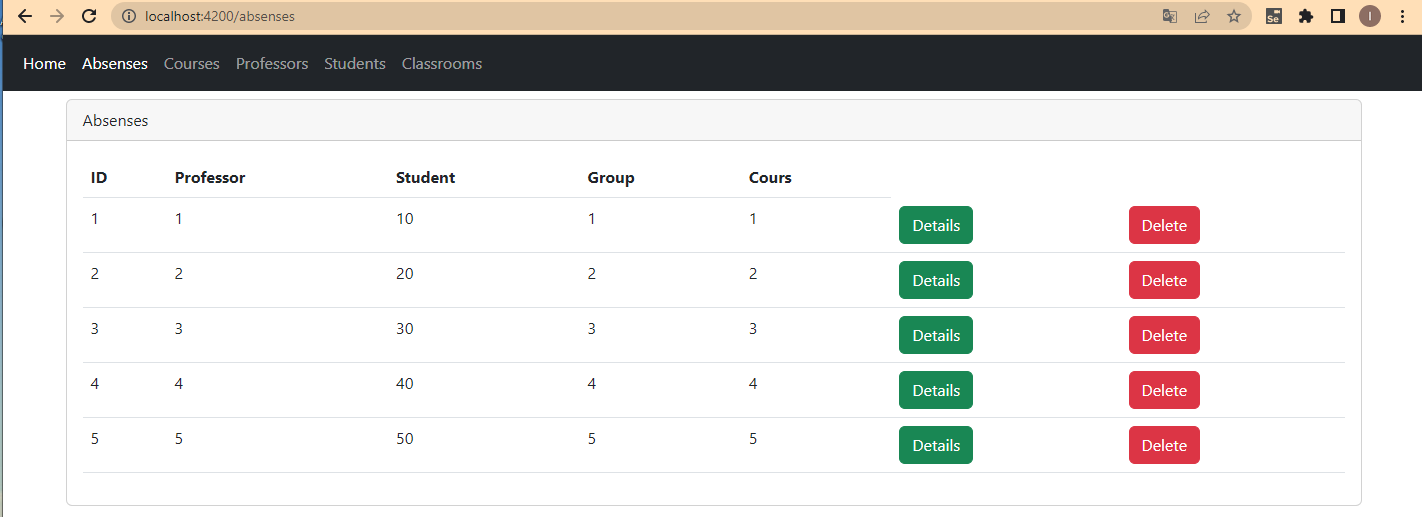 localhost:4200/absenses
Se
I
Home Absenses Courses Professors Students Classrooms
Absenses
ID Professor Student Group Cours
1 1 10 1 1 Details Delete
2 2 20 2 2 Details Delete
3 3 30 3 3 Details Delete
4 4 40 4 4 Details Delete
5 5 50 5 5 Details Delete